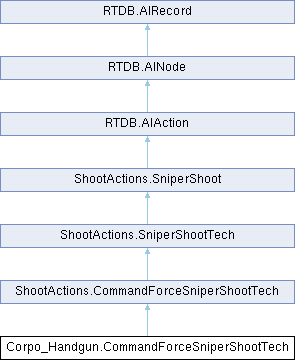 RTDB.AIRecord
RTDB.AINode
RTDB.AIAction
ShootActions.SniperShoot
ShootActions.SniperShootTech
ShootActions.CommandForceSniperShootTech
Corpo_Handgun.CommandForceSniperShootTech